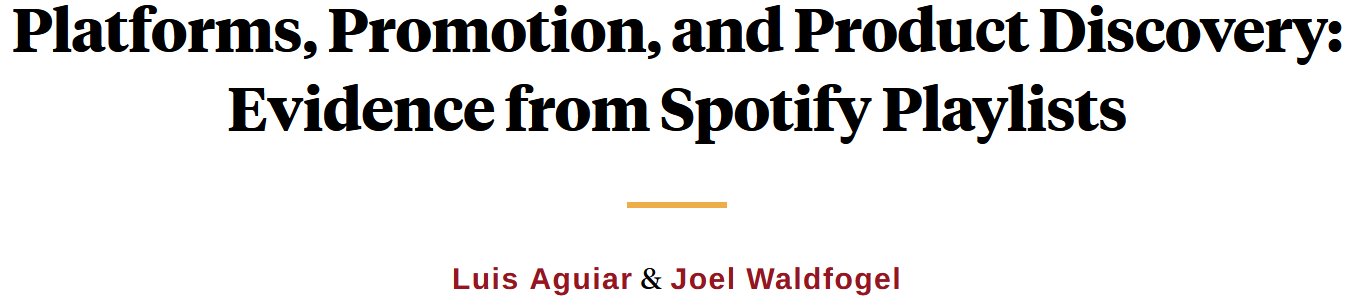 Platforms, Promotion, and Product Discovery:
Evidence from Spotify Playlists
Luis Aguiar & Joel Waldfogel